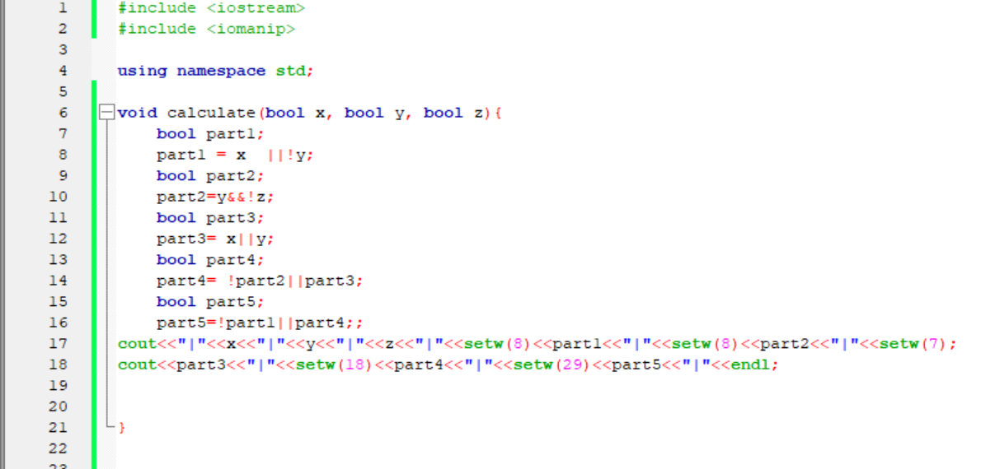 1 #include <iostream>
2 #include <iomanip>
3
4 using namespace std;
5
6 void calculate(bool x, bool y, bool z){
7 bool part1;
8 part1 = x  ||!y;
9 bool part2;
10 part2=y&&!z;
11 bool part3;
12 part3= x||y;
13 bool part4;
14 part4= !part2||part3;
15 bool part5;
16 part5=!part1||part4;;
17 cout<<"|"<<x<<"|"<<y<<"|"<<z<<"|"<<setw(8)<<part1<<"|"<<setw(8)<<part2<<"|"<<setw(7);
18 cout<<part3<<"|"<<setw(18)<<part4<<"|"<<setw(29)<<part5<<"|"<<endl;
19
20
21 }
22
23